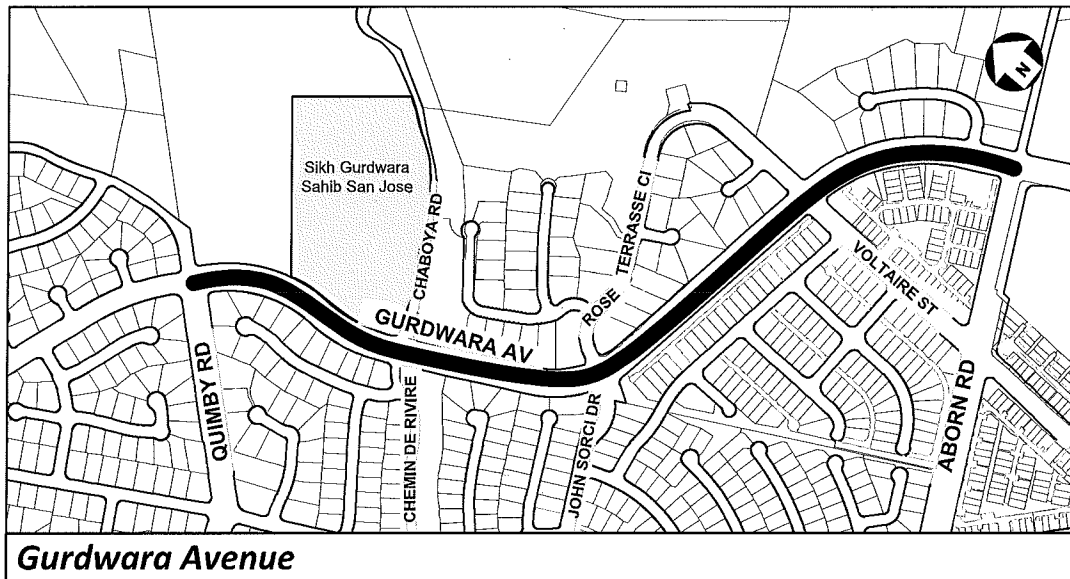 N
Sikh Gurdwara
Sahib San Jose
CHABOYA RD
TERRASSE CI
ROSE
VOLTAIRE ST
GURDWARA AV
QUIMBY RD
CHEMIN DE RIVIRE
JOHN SORCI DR
ABORN RD
Gurdwara Avenue